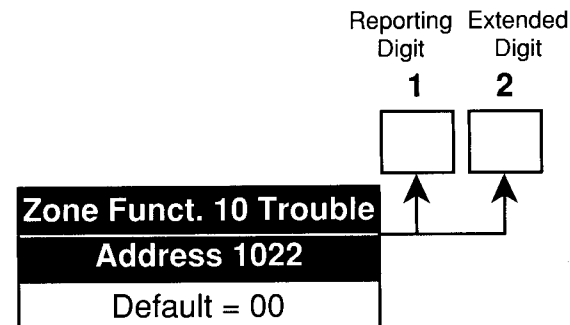 Reporting Extended
Digit Digit
1 2
Zone Funct. 10 Trouble
Address 1022
Default = 00